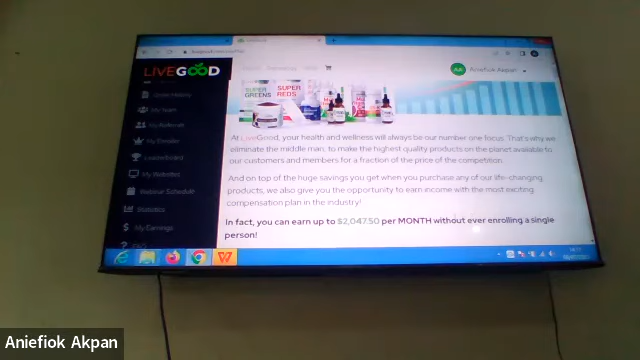 LIVEGOOD
Aniefiok Akpan
Order History
My Team
My Referrals
My Enroller
Leaderboard
My Websites
Webinar Schedule
Statistics
My Earnings
FAQ
SUPER GREENS
SUPER REDS
At LiveGood, your health and wellness will always be our number one focus. That's why we
eliminate the middle man, to make the highest quality products on the planet available to
our customers and members for a fraction of the price of the competition.
And on top of the huge savings you get when you purchase any of our life-changing
products, we also give you the opportunity to earn income with the most exciting
compensation plan in the industry!
In fact, you can earn up to $2,047.50 per MONTH without ever enrolling a single
person!
Aniefiok Akpan